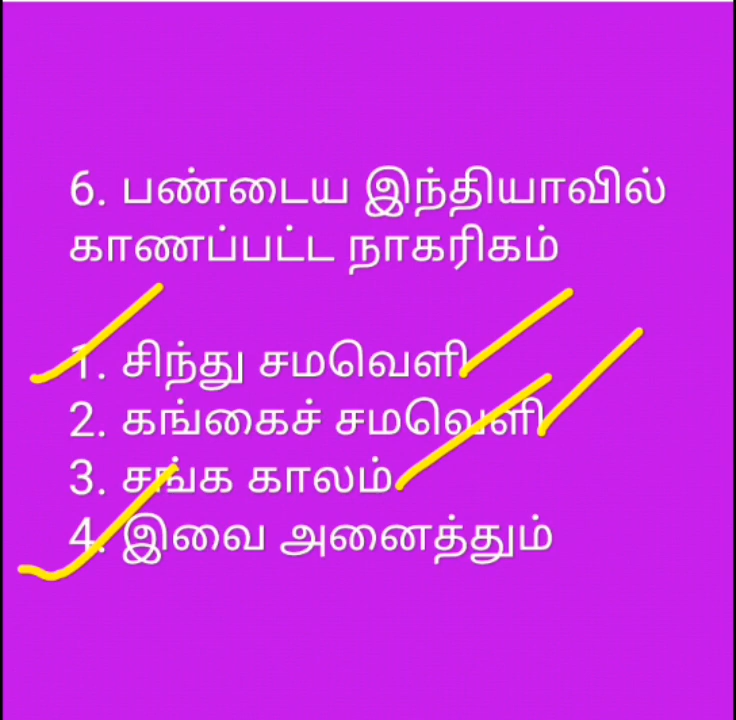 6. பண்டைய இந்தியாவில்
காணப்பட்ட நாகரிகம்
1. சிந்து சமவெளி
2. கங்கைச் சமவெளி
3. சங்க காலம்
4. இவை அனைத்தும்